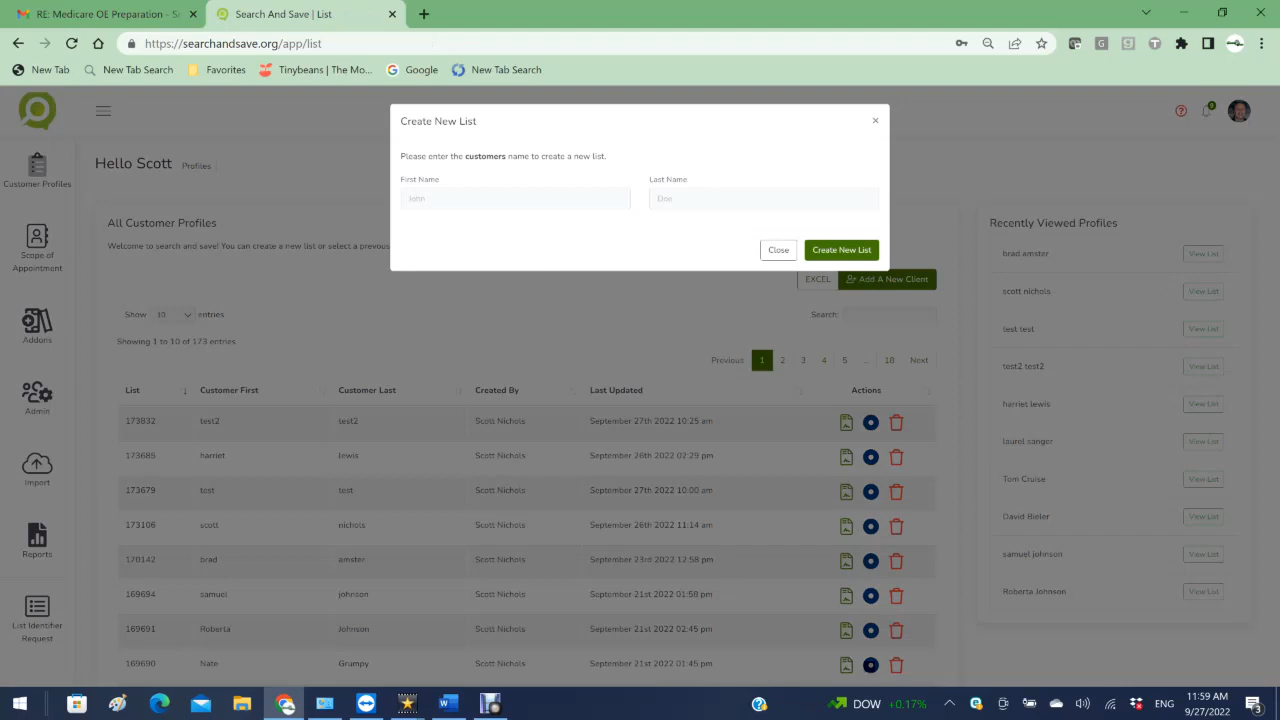 RE: Medicare OE Preparation - S
Search And Save | List
https://searchandsave.org/app/list
New Tab
New Tab Search
Favorites
Tinybeans | The Mo...
Google
New Tab Search
Create New List
Please enter the customers name to create a new list.
First Name
Last Name
John
Doe
Close
Create New List
Hello Scott
Profiles
Customer Profiles
Scope of
Appointment
Addons
Admin
Import
Reports
List Identifier
Request
All Customer Profiles
Welcome to search and save! You can create a new list or select a prevous
EXCEL
Add A New Client
Show 10 entries
Search:
Showing 1 to 10 of 173 entries
Previous 1 2 3 4 5 ... 18 Next
List Customer First Customer Last Created By Last Updated Actions
173832 test2 test2 Scott Nichols September 27th 2022 10:25 am
173685 harriet lewis Scott Nichols September 26th 2022 02:29 pm
173679 test test Scott Nichols September 27th 2022 10:00 am
173106 scott nichols Scott Nichols September 26th 2022 11:14 am
170142 brad amster Scott Nichols September 23rd 2022 12:58 pm
169694 samuel johnson Scott Nichols September 21st 2022 01:58 pm
169691 Roberta Johnson Scott Nichols September 21st 2022 02:45 pm
169690 Nate Grumpy Scott Nichols September 21st 2022 01:45 pm
Recently Viewed Profiles
brad amster View List
scott nichols View List
test test View List
test2 test2 View List
harriet lewis View List
laurel sanger View List
Tom Cruise View List
David Bieler View List
samuel johnson View List
Roberta Johnson View List
DOW +0.17%
ENG
11:59 AM
9/27/2022
3